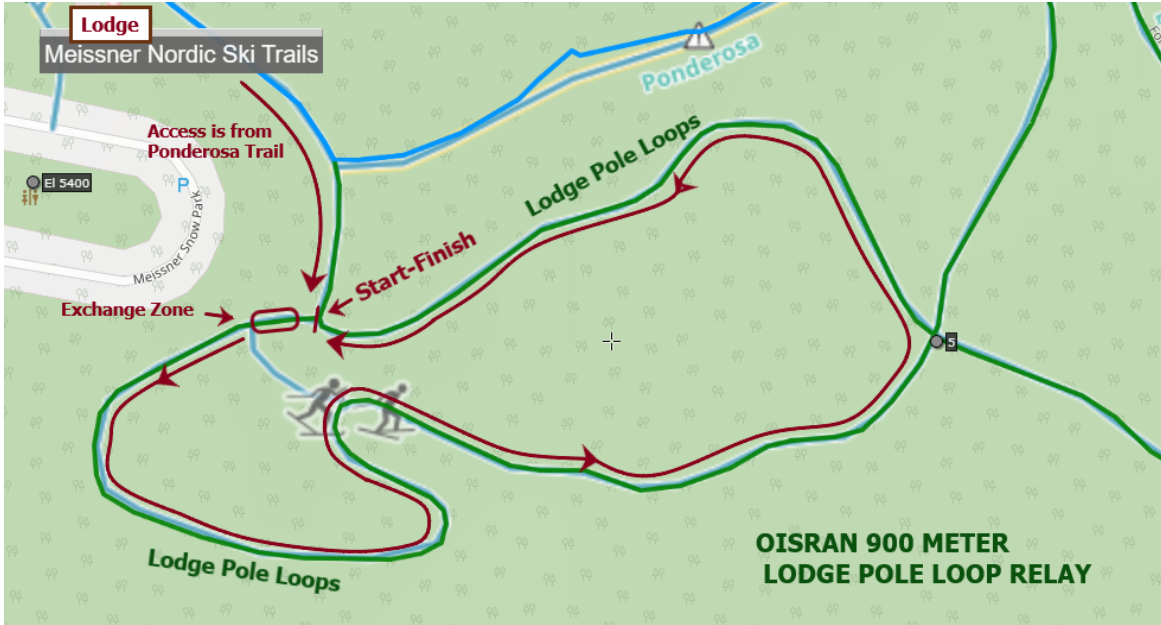 Lodge
Meissner Nordic Ski Trails
Ponderosa
Access is from
Ponderosa Trail
Lodge Pole Loops
El 5400
P
Meissner Snow Park
Start-Finish
Exchange Zone
5
OISRAN 900 METER
LODGE POLE LOOP RELAY
Lodge Pole Loops